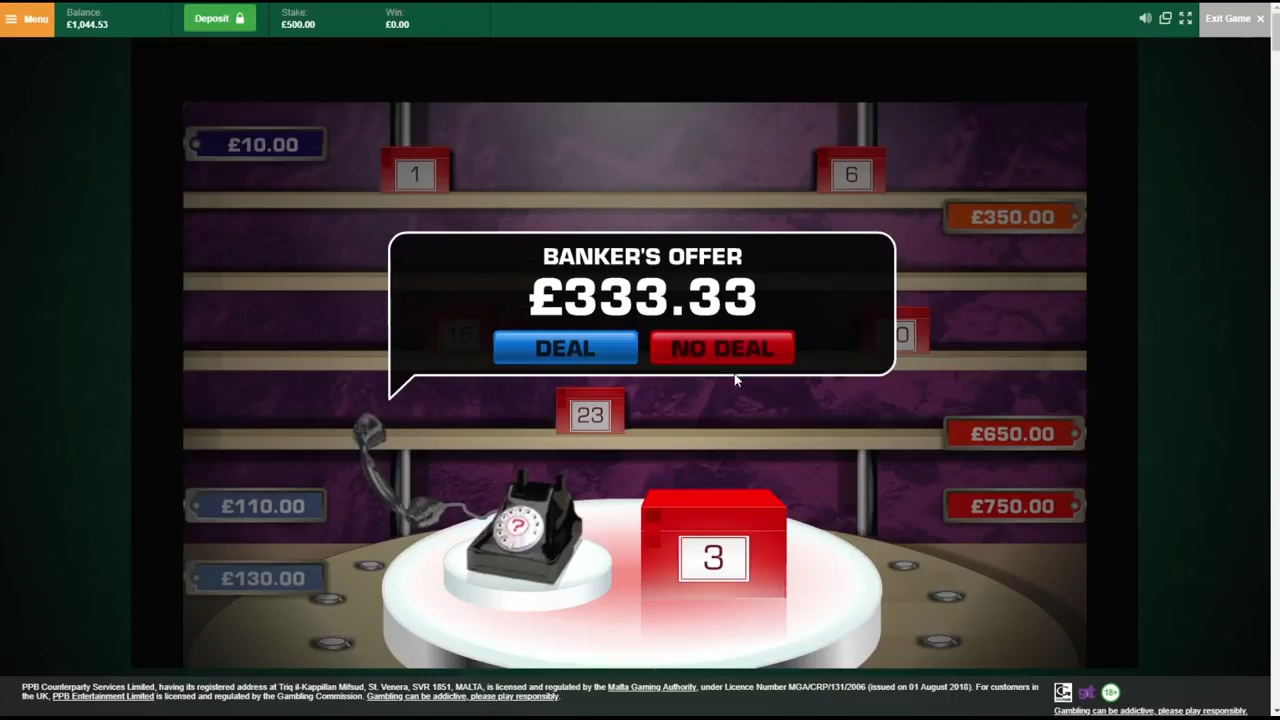 Menu
Balance:
£1,044.53
Deposit
Stake:
£500.00
Win:
£0.00
Exit Game
£10.00
1
6
£350.00
BANKER'S OFFER
£333.33
15
0
DEAL
NO DEAL
23
£650.00
£110.00
£750.00
?
3
£130.00
PPB Counterparty Services Limited, having its registered address at Triq il-Kappillan Mifsud, St. Venera, SVR 1851, MALTA, is licensed and regulated by the Malta Gaming Authority, under Licence Number MGA/CRP/131/2006 (issued on 01 August 2018). For customers in
the UK, PPB Entertainment Limited is licensed and regulated by the Gambling Commission. Gambling can be addictive, please play responsibly.
18+
Gambling can be addictive, please play responsibly.